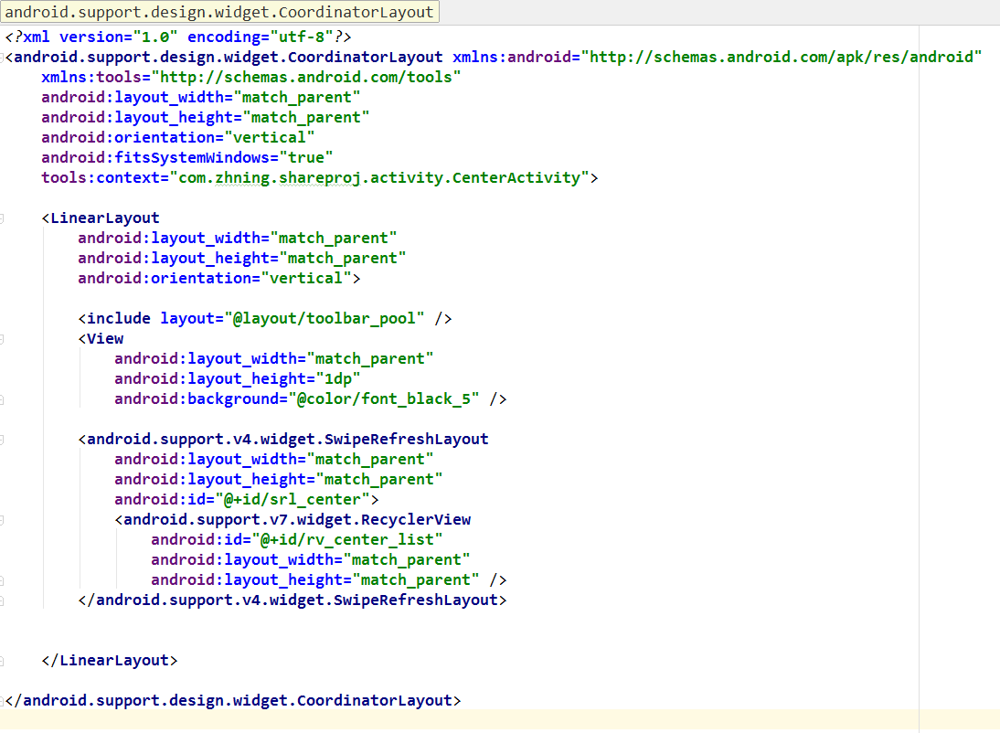 android.support.design.widget.CoordinatorLayout
<?xml version="1.0" encoding="utf-8"?>
<android.support.design.widget.CoordinatorLayout xmlns:android="http://schemas.android.com/apk/res/android"
    xmlns:tools="http://schemas.android.com/tools"
    android:layout_width="match_parent"
    android:layout_height="match_parent"
    android:orientation="vertical"
    android:fitsSystemWindows="true"
    tools:context="com.zhning.shareproj.activity.CenterActivity">
    <LinearLayout
        android:layout_width="match_parent"
        android:layout_height="match_parent"
        android:orientation="vertical">
        <include layout="@layout/toolbar_pool" />
        <View
            android:layout_width="match_parent"
            android:layout_height="1dp"
            android:background="@color/font_black_5" />
        <android.support.v4.widget.SwipeRefreshLayout
            android:layout_width="match_parent"
            android:layout_height="match_parent"
            android:id="@+id/srl_center">
            <android.support.v7.widget.RecyclerView
                android:id="@+id/rv_center_list"
                android:layout_width="match_parent"
                android:layout_height="match_parent" />
        </android.support.v4.widget.SwipeRefreshLayout>
    </LinearLayout>
</android.support.design.widget.CoordinatorLayout>